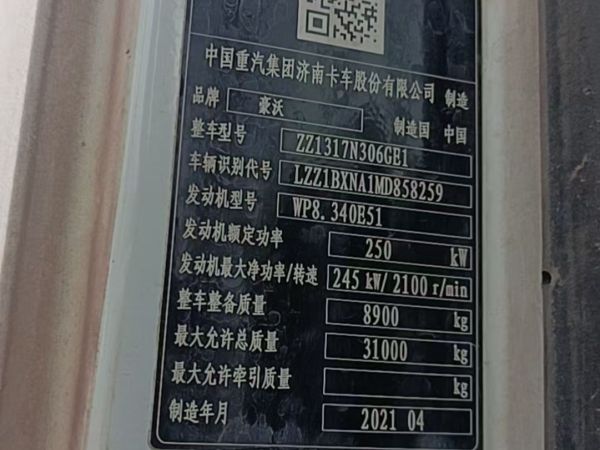 中国重汽集团济南卡车股份有限公司 制造
品牌 豪沃 制造国 中国
整车型号 ZZ1317N306GE1
车辆识别代号 LZZ1BXNA1MD858259
发动机型号 WP8.340E51
发动机额定功率 250 kW
发动机最大净功率/转速 245 kW/ 2100 r/min
整车整备质量 8900 kg
最大允许总质量 31000 kg
最大允许牵引质量 kg
制造年月 2021 04